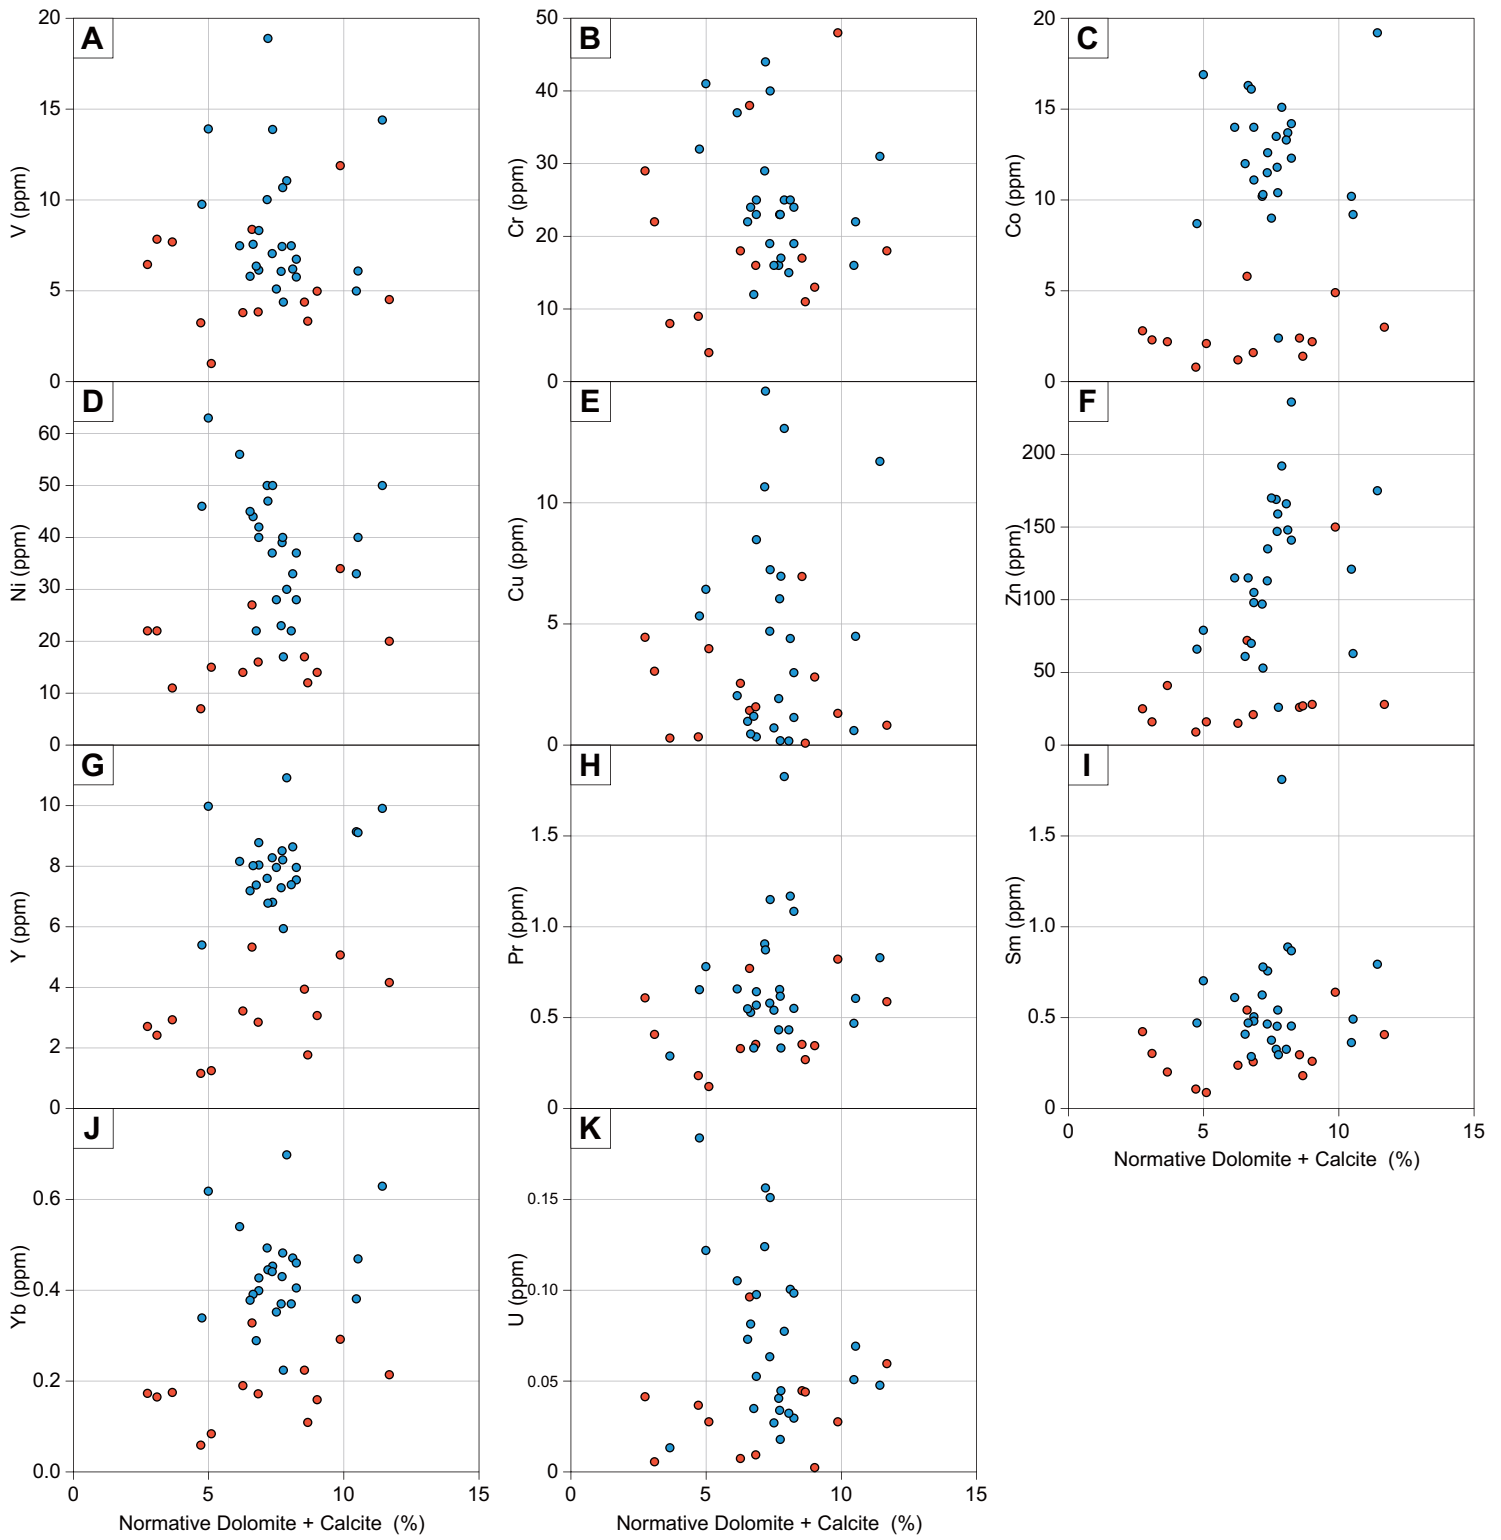 A
20
15
10
5
0
V (ppm)
B
50
40
30
20
10
0
Cr (ppm)
C
20
15
10
5
0
Co (ppm)
D
60
50
40
30
20
10
0
Ni (ppm)
E
10
5
0
Cu (ppm)
F
200
150
100
50
0
Zn (ppm)
G
10
8
6
4
2
0
Y (ppm)
H
1.5
1.0
0.5
0
Pr (ppm)
I
1.5
1.0
0.5
0
Sm (ppm)
0 5 10 15
Normative Dolomite + Calcite (%)
J
0.6
0.4
0.2
0.0
Yb (ppm)
0 5 10 15
Normative Dolomite + Calcite (%)
K
0.15
0.10
0.05
0
U (ppm)
0 5 10 15
Normative Dolomite + Calcite (%)